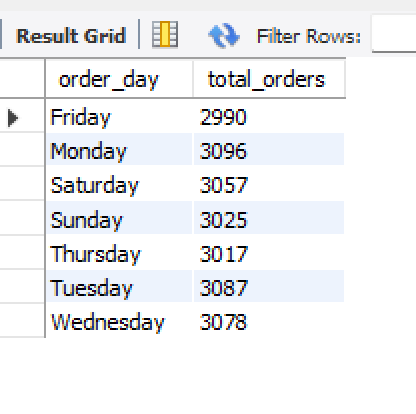 Result Grid Filter Rows:
order_day total_orders
Friday 2990
Monday 3096
Saturday 3057
Sunday 3025
Thursday 3017
Tuesday 3087
Wednesday 3078